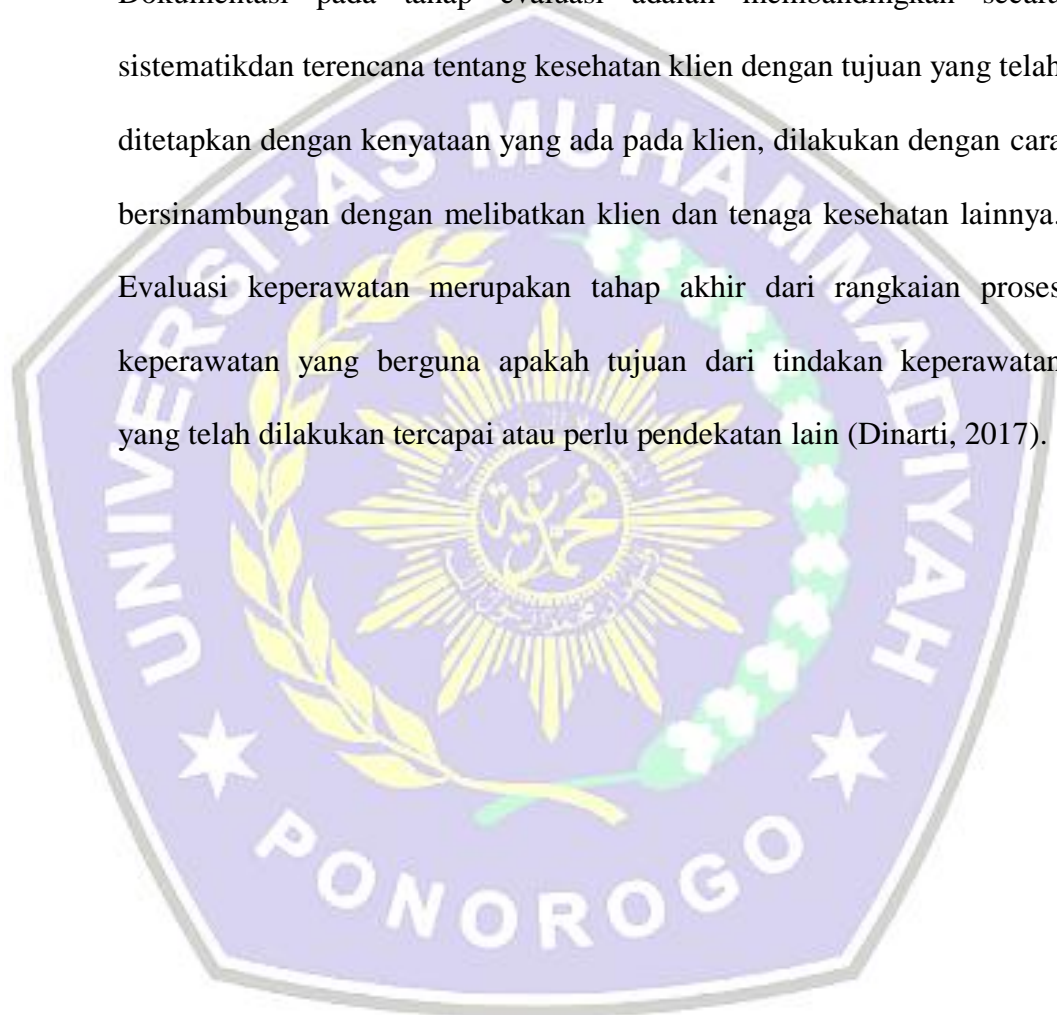 Dokumentasi pada tahap evaluasi adalah membandingkan secara
sistematikdan terencana tentang kesehatan klien dengan tujuan yang telah
ditetapkan dengan kenyataan yang ada pada klien, dilakukan dengan cara
bersinambungan dengan melibatkan klien dan tenaga kesehatan lainnya.
Evaluasi keperawatan merupakan tahap akhir dari rangkaian proses
keperawatan yang berguna apakah tujuan dari tindakan keperawatan
yang telah dilakukan tercapai atau perlu pendekatan lain (Dinarti, 2017).
UNIVERSITAS MUHAMMADIYAH
PONOROGO